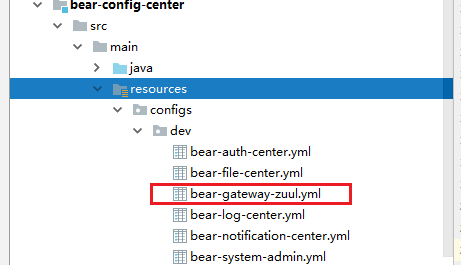 bear-config-center
src
main
java
resources
configs
dev
bear-auth-center.yml
bear-file-center.yml
bear-gateway-zuul.yml
bear-log-center.yml
bear-notification-center.yml
bear-system-admin.yml